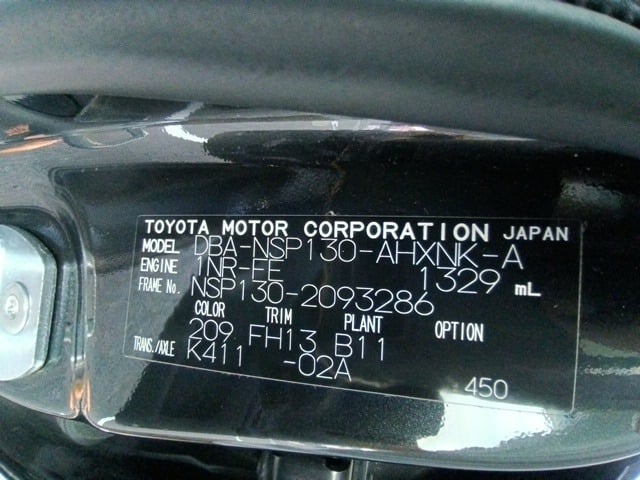 TOYOTA MOTOR CORPORATION JAPAN
MODEL DBA-NSP130-AHXNK-A
ENGINE 1NR-FE 1329 mL
FRAME No. NSP130-2093286
COLOR TRIM PLANT OPTION
209 FH13 B11
TRANS./AXLE K411 -02A
450